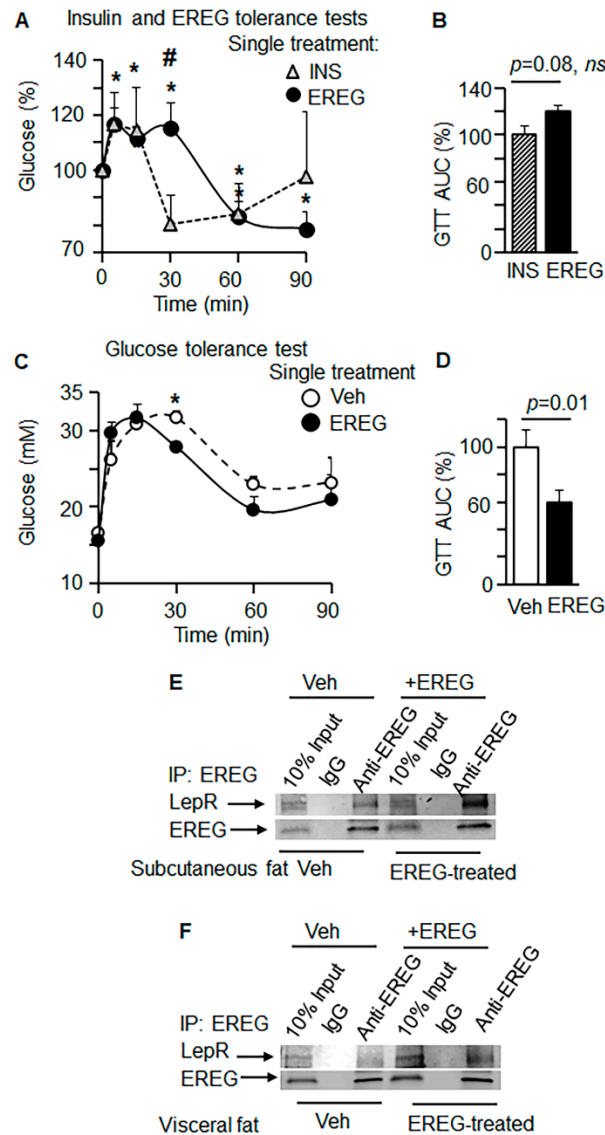 A Insulin and EREG tolerance tests
Single treatment:
INS
EREG
#
* * *
*
*
*
Glucose (%)
140
120
100
80
70
0 30 60 90
Time (min)
B
p=0.08, ns
GTT AUC (%)
120
100
60
0
INS EREG
C Glucose tolerance test
Single treatment
Veh
EREG
*
Glucose (mM)
35
30
20
10
0 30 60 90
Time (min)
D
p=0.01
GTT AUC (%)
100
60
0
Veh EREG
E
Veh +EREG
10% Input IgG Anti-EREG 10% Input IgG Anti-EREG
IP: EREG
LepR
EREG
Subcutaneous fat Veh EREG-treated
F
Veh +EREG
10% Input IgG Anti-EREG 10% Input IgG Anti-EREG
IP: EREG
LepR
EREG
Visceral fat Veh EREG-treated